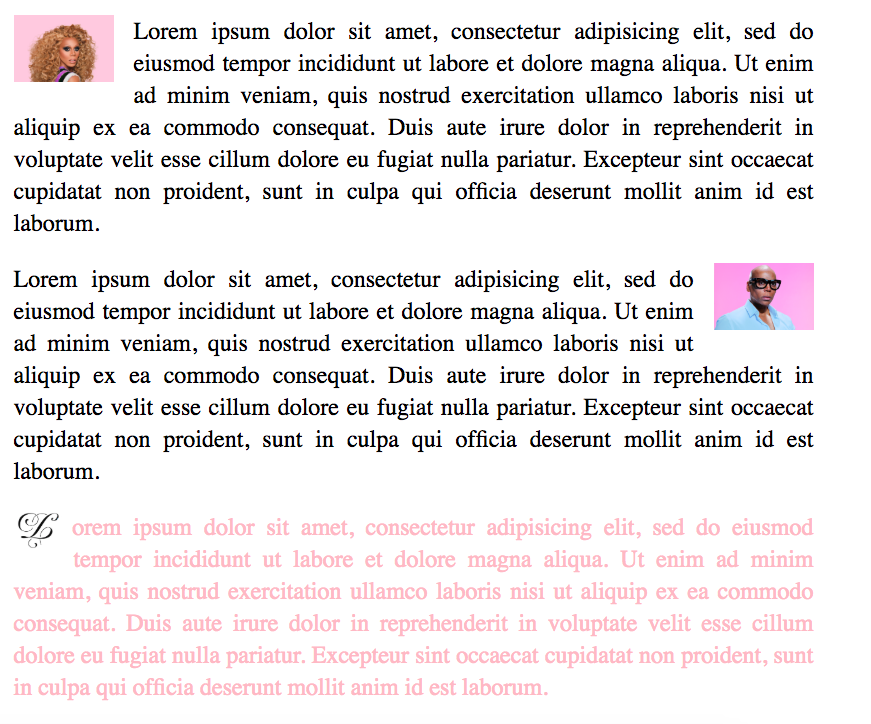 Lorem ipsum dolor sit amet, consectetur adipisicing elit, sed do
eiusmod tempor incididunt ut labore et dolore magna aliqua. Ut enim
ad minim veniam, quis nostrud exercitation ullamco laboris nisi ut
aliquip ex ea commodo consequat. Duis aute irure dolor in reprehenderit in
voluptate velit esse cillum dolore eu fugiat nulla pariatur. Excepteur sint occaecat
cupidatat non proident, sunt in culpa qui officia deserunt mollit anim id est
laborum.
Lorem ipsum dolor sit amet, consectetur adipisicing elit, sed do
eiusmod tempor incididunt ut labore et dolore magna aliqua. Ut enim
ad minim veniam, quis nostrud exercitation ullamco laboris nisi ut
aliquip ex ea commodo consequat. Duis aute irure dolor in reprehenderit in
voluptate velit esse cillum dolore eu fugiat nulla pariatur. Excepteur sint occaecat
cupidatat non proident, sunt in culpa qui officia deserunt mollit anim id est
laborum.
Lorem ipsum dolor sit amet, consectetur adipisicing elit, sed do eiusmod
tempor incididunt ut labore et dolore magna aliqua. Ut enim ad minim
veniam, quis nostrud exercitation ullamco laboris nisi ut aliquip ex ea commodo
consequat. Duis aute irure dolor in reprehenderit in voluptate velit esse cillum
dolore eu fugiat nulla pariatur. Excepteur sint occaecat cupidatat non proident, sunt
in culpa qui officia deserunt mollit anim id est laborum.